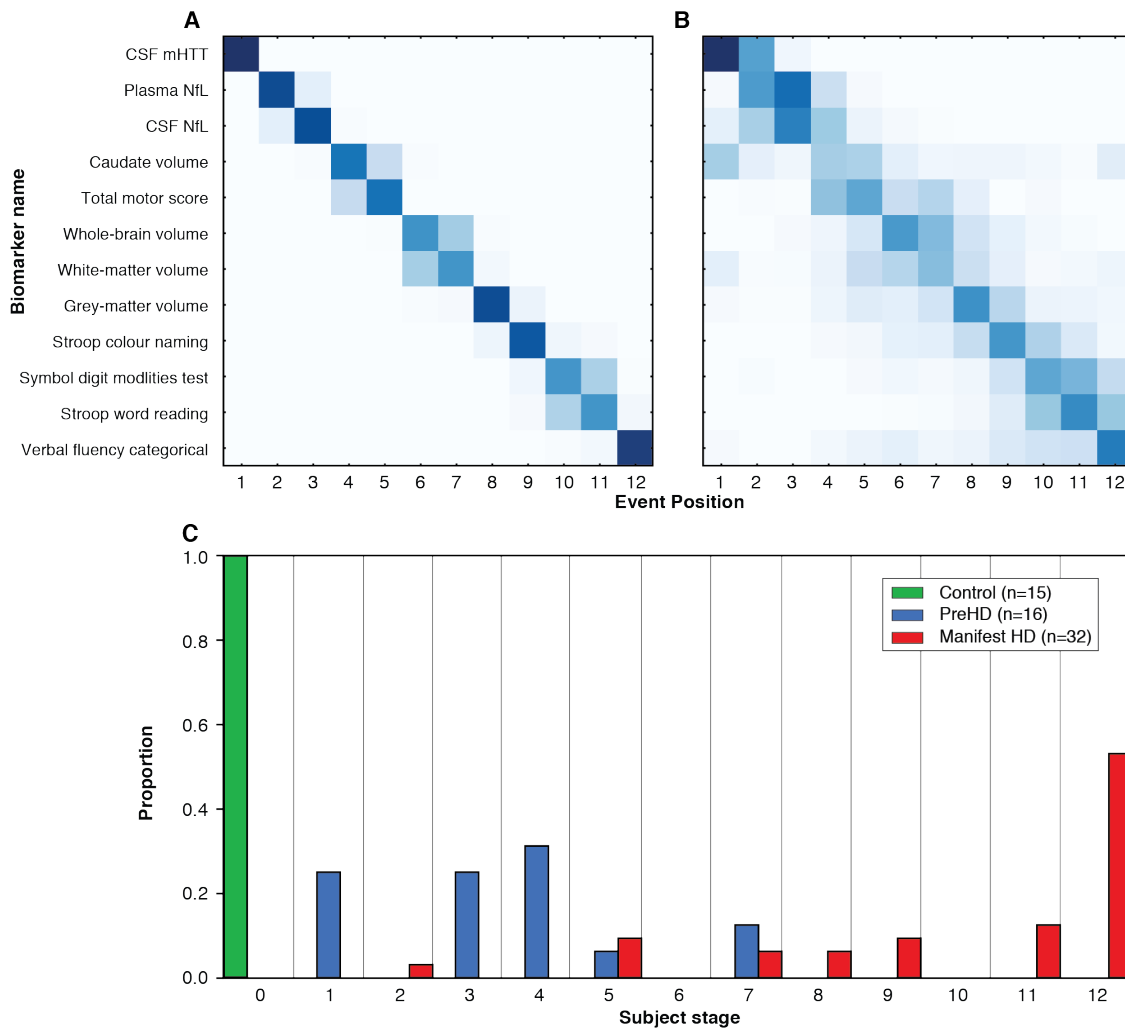 A
B
Biomarker name
CSF mHTT
Plasma NfL
CSF NfL
Caudate volume
Total motor score
Whole-brain volume
White-matter volume
Grey-matter volume
Stroop colour naming
Symbol digit modlities test
Stroop word reading
Verbal fluency categorical
1 2 3 4 5 6 7 8 9 10 11 12
1 2 3 4 5 6 7 8 9 10 11 12
Event Position
C
Proportion
1.0
0.8
0.6
0.4
0.2
0.0
Control (n=15)
PreHD (n=16)
Manifest HD (n=32)
0 1 2 3 4 5 6 7 8 9 10 11 12
Subject stage